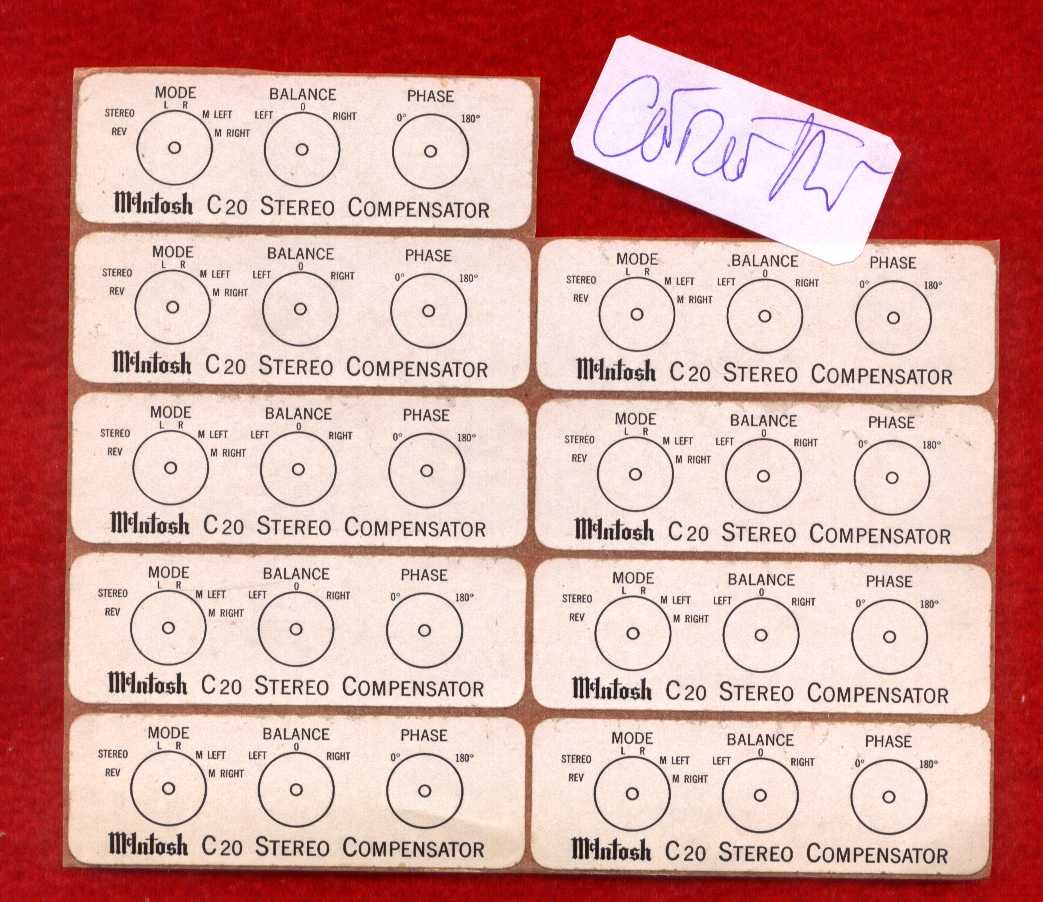 MODE BALANCE PHASE
L R 0
STEREO M LEFT LEFT RIGHT 0° 180°
REV M RIGHT
McIntosh C20 STEREO COMPENSATOR
MODE BALANCE PHASE
L R 0
STEREO M LEFT LEFT RIGHT 0° 180°
REV M RIGHT
McIntosh C20 STEREO COMPENSATOR
MODE BALANCE PHASE
L R 0
STEREO M LEFT LEFT RIGHT 0° 180°
REV M RIGHT
McIntosh C20 STEREO COMPENSATOR
MODE BALANCE PHASE
L R 0
STEREO M LEFT LEFT RIGHT 0° 180°
REV M RIGHT
McIntosh C20 STEREO COMPENSATOR
MODE BALANCE PHASE
L R 0
STEREO M LEFT LEFT RIGHT 0° 180°
REV M RIGHT
McIntosh C20 STEREO COMPENSATOR
MODE BALANCE PHASE
L R 0
STEREO M LEFT LEFT RIGHT 0° 180°
REV M RIGHT
McIntosh C20 STEREO COMPENSATOR
MODE BALANCE PHASE
L R 0
STEREO M LEFT LEFT RIGHT 0° 180°
REV M RIGHT
McIntosh C20 STEREO COMPENSATOR
MODE BALANCE PHASE
L R 0
STEREO M LEFT LEFT RIGHT 0° 180°
REV M RIGHT
McIntosh C20 STEREO COMPENSATOR
MODE BALANCE PHASE
L R 0
STEREO M LEFT LEFT RIGHT 0° 180°
REV M RIGHT
McIntosh C20 STEREO COMPENSATOR